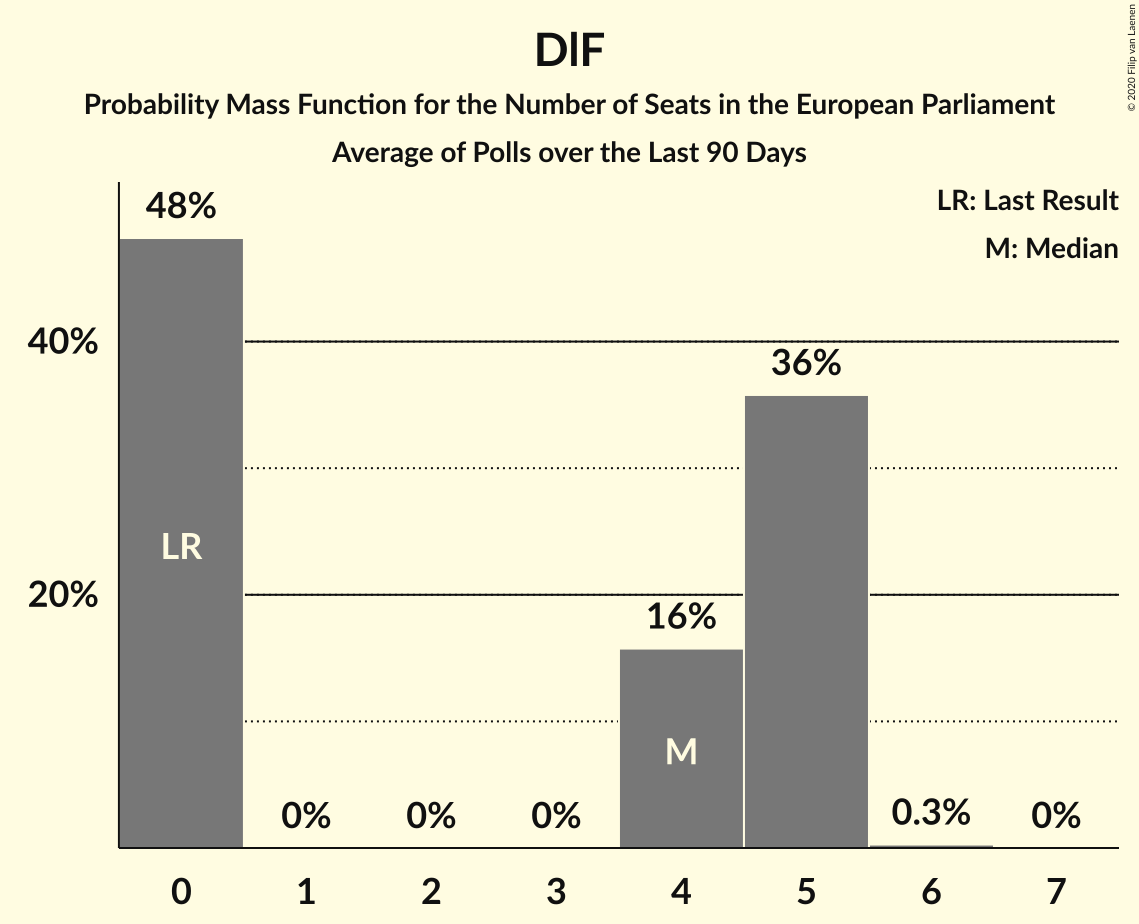 DIF
Probability Mass Function for the Number of Seats in the European Parliament
Average of Polls over the Last 90 Days
© 2020 Filip van Laenen
LR: Last Result
M: Median
48%
40%
36%
LR
20%
16%
M
0%
0%
0%
0.3%
0%
0
1
2
3
4
5
6
7